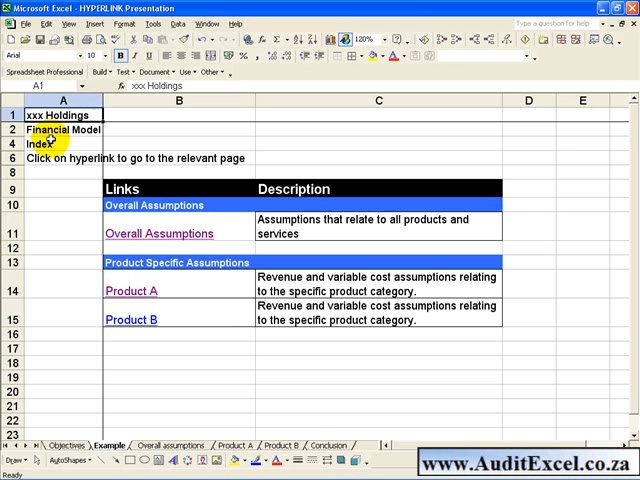 Microsoft Excel - HYPERLINK Presentation
File Edit View Insert Format Tools Data Window Help
Type a question for help
Σ 120%
Arial 10 B I U
Spreadsheet Professional Build Test Document Use Other
A1 fx xxx Holdings
A B C D E
1 xxx Holdings
2 Financial Model
4 Index
6 Click on hyperlink to go to the relevant page
8
9 Links Description
10 Overall Assumptions
Assumptions that relate to all products and
11 Overall Assumptions services
12
13 Product Specific Assumptions
Revenue and variable cost assumptions relating
14 Product A to the specific product category.
Revenue and variable cost assumptions relating
15 Product B to the specific product category.
16
17
18
19
20
21
22
23
Objectives Example Overall assumptions Product A Product B Conclusion
Draw AutoShapes
www.AuditExcel.co.za